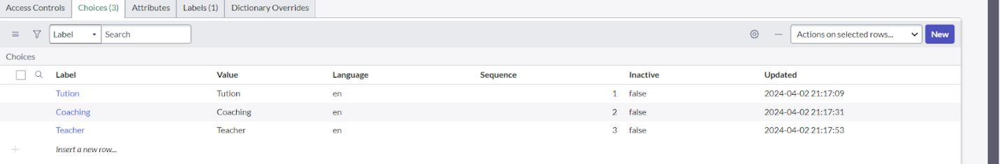 Access Controls Choices (3) Attributes Labels (1) Dictionary Overrides
Label Search Actions on selected rows... New
Choices
Label Value Language Sequence Inactive Updated
Tution Tution en 1 false 2024-04-02 21:17:09
Coaching Coaching en 2 false 2024-04-02 21:17:31
Teacher Teacher en 3 false 2024-04-02 21:17:53
Insert a new row...